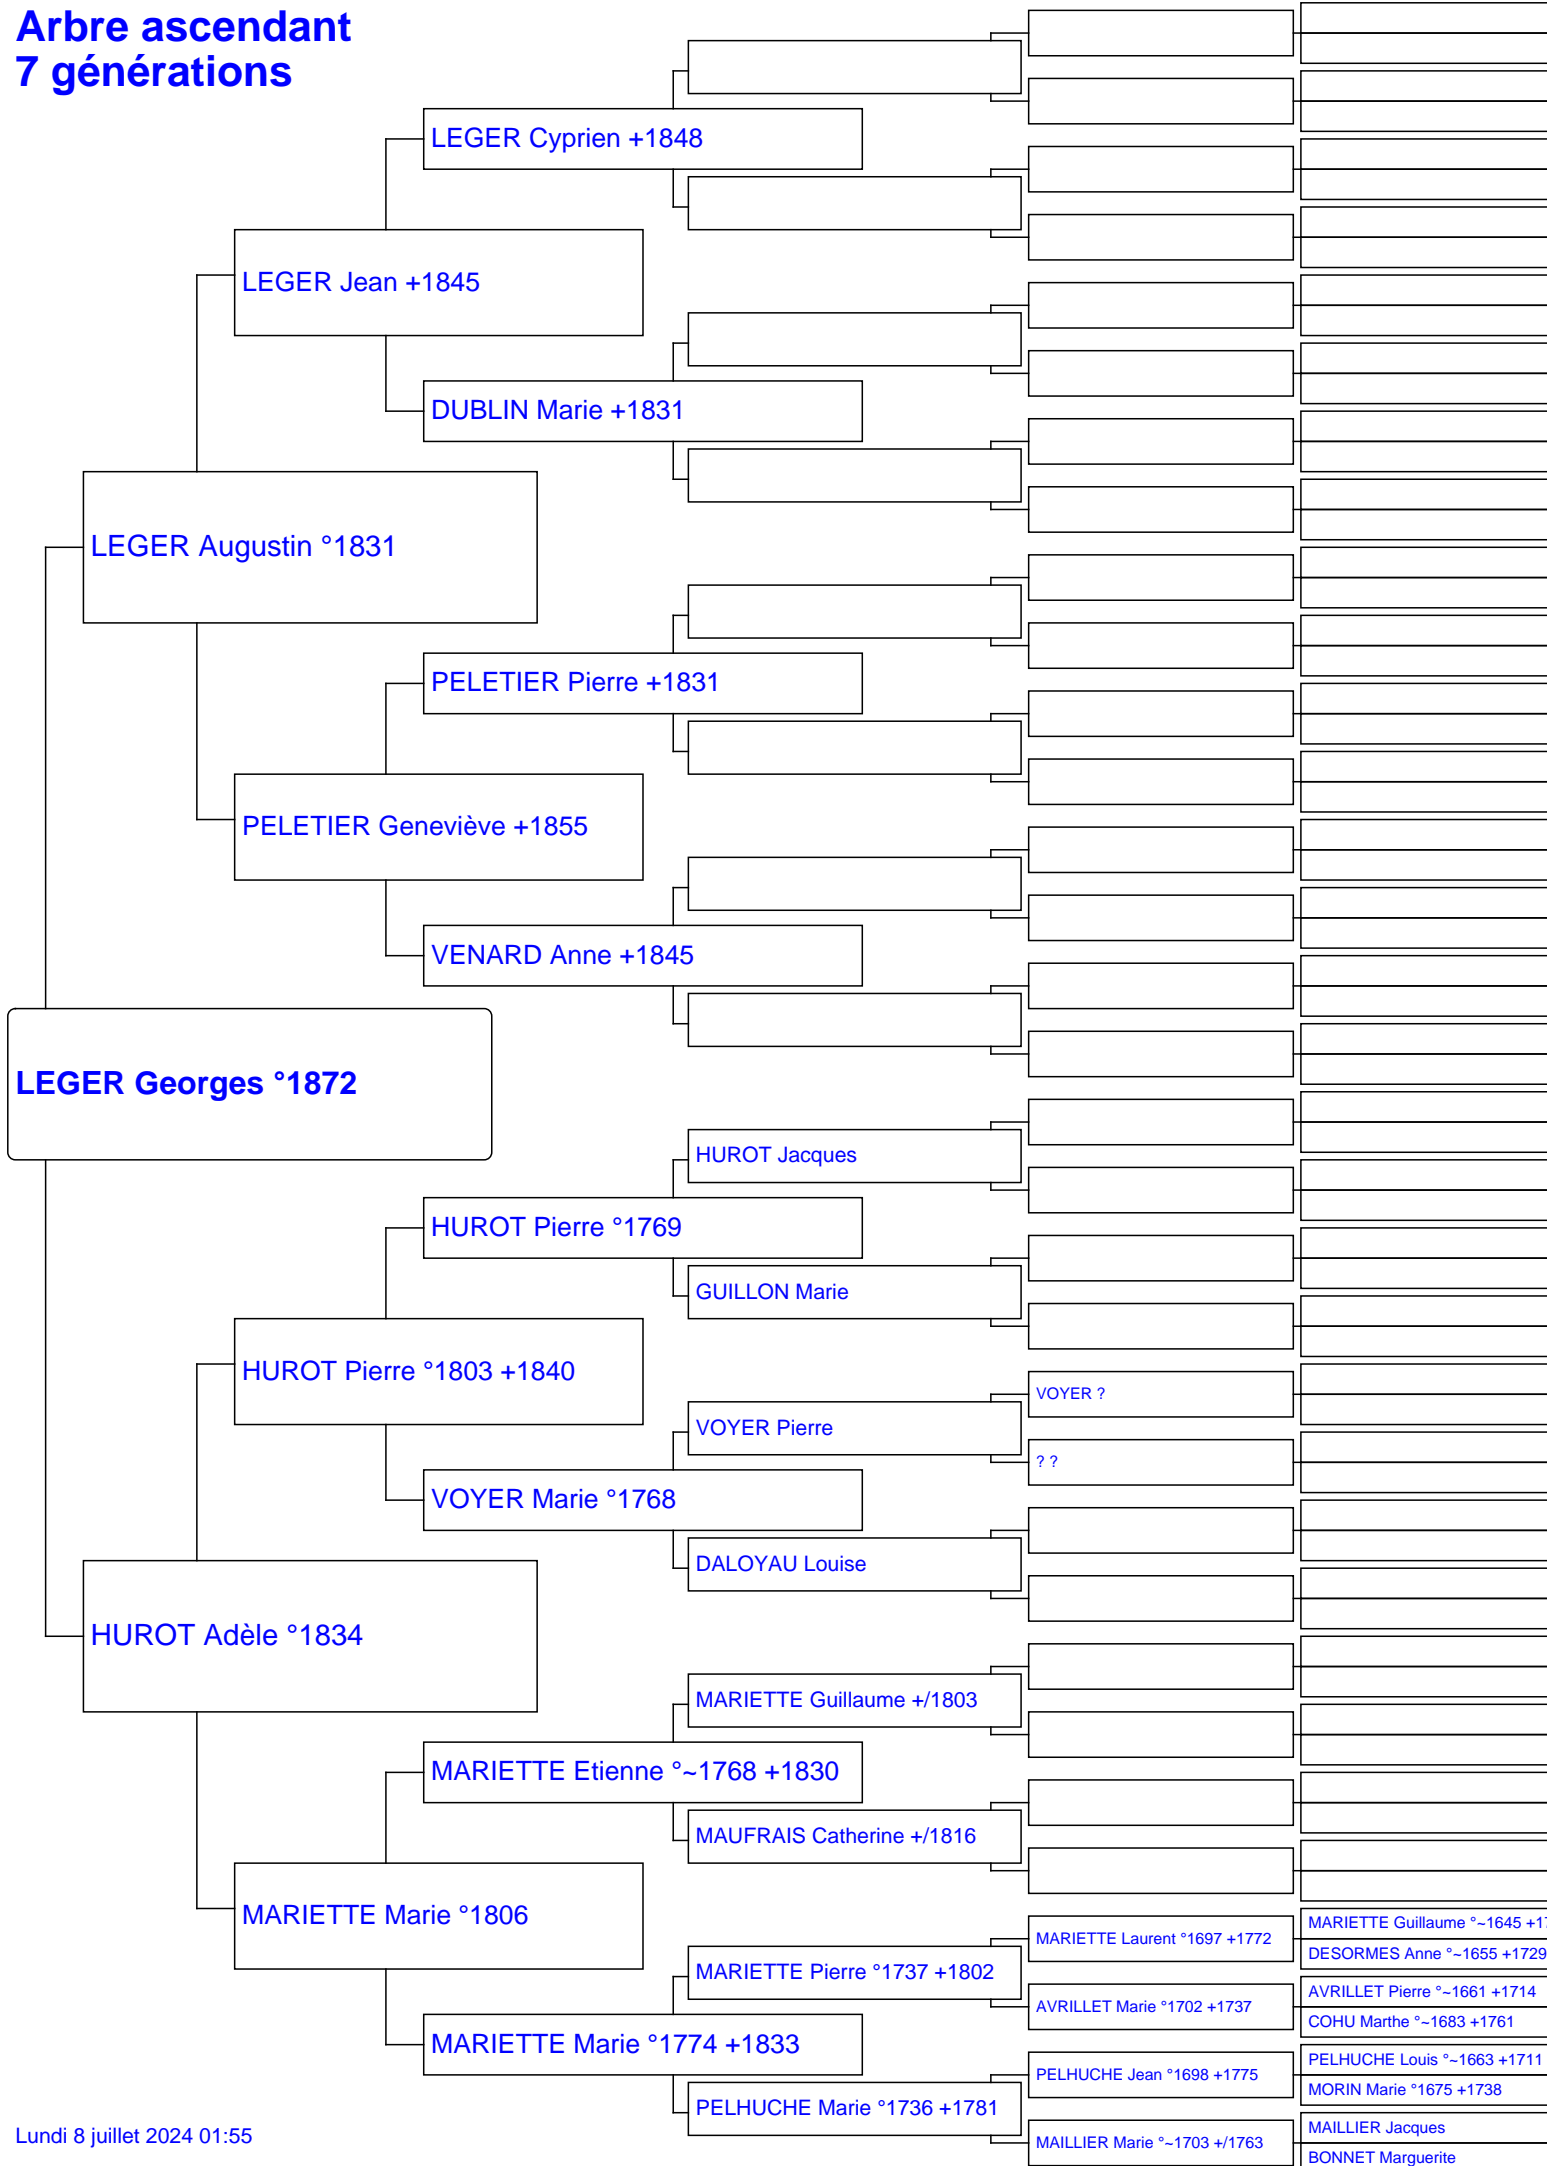 Arbre ascendant
7 générations
LEGER Cyprien +1848
LEGER Jean +1845
DUBLIN Marie +1831
LEGER Augustin °1831
PELETIER Pierre +1831
PELETIER Geneviève +1855
VENARD Anne +1845
LEGER Georges °1872
HUROT Jacques
HUROT Pierre °1769
GUILLON Marie
HUROT Pierre °1803 +1840
VOYER ?
VOYER Pierre
? ?
VOYER Marie °1768
DALOYAU Louise
HUROT Adèle °1834
MARIETTE Guillaume +/1803
MARIETTE Etienne °~1768 +1830
MAUFRAIS Catherine +/1816
MARIETTE Marie °1806
MARIETTE Guillaume °~1645
MARIETTE Laurent °1697 +1772
DESORMES Anne °~1655 +1729
MARIETTE Pierre °1737 +1802
AVRILLET Pierre °~1661 +1714
AVRILLET Marie °1702 +1737
COHU Marthe °~1683 +1761
MARIETTE Marie °1774 +1833
PELHUCHE Louis °~1663 +1711
PELHUCHE Jean °1698 +1775
MORIN Marie °1675 +1738
PELHUCHE Marie °1736 +1781
MAILLIER Jacques
MAILLIER Marie °~1703 +/1763
BONNET Marguerite
Lundi 8 juillet 2024 01:55